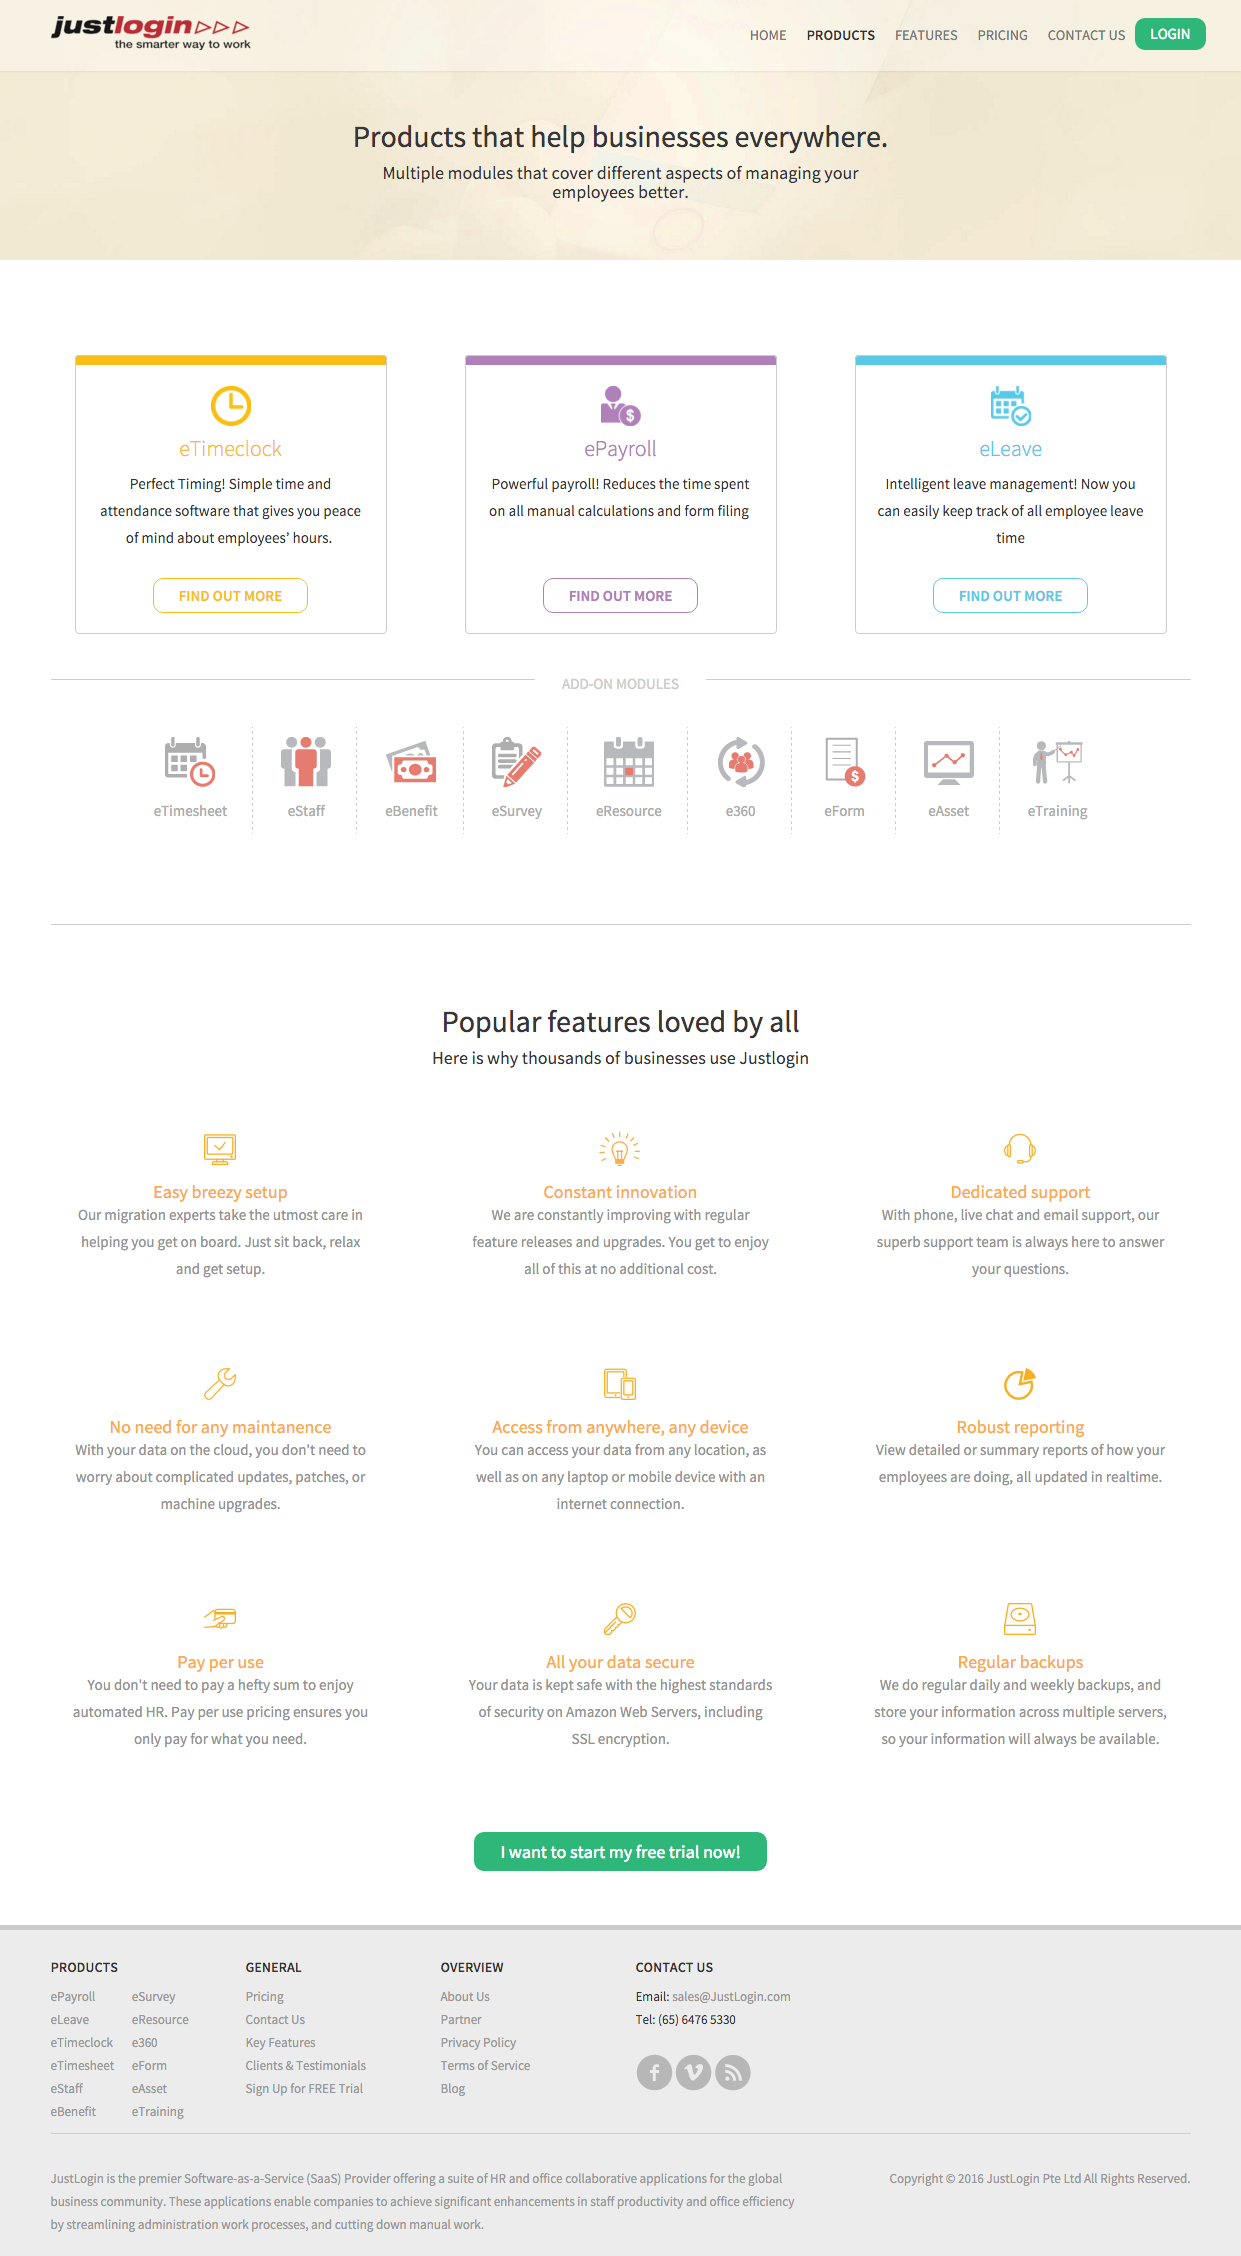 justlogin
the smarter way to work
HOME PRODUCTS FEATURES PRICING CONTACT US LOGIN
Products that help businesses everywhere.
Multiple modules that cover different aspects of managing your
employees better.
eTimeclock
Perfect Timing! Simple time and
attendance software that gives you peace
of mind about employees’ hours.
FIND OUT MORE
ePayroll
Powerful payroll! Reduces the time spent
on all manual calculations and form filing
FIND OUT MORE
eLeave
Intelligent leave management! Now you
can easily keep track of all employee leave
time
FIND OUT MORE
ADD-ON MODULES
eTimesheet eStaff eBenefit eSurvey eResource e360 eForm eAsset eTraining
Popular features loved by all
Here is why thousands of businesses use Justlogin
Easy breezy setup
Our migration experts take the utmost care in
helping you get on board. Just sit back, relax
and get setup.
Constant innovation
We are constantly improving with regular
feature releases and upgrades. You get to enjoy
all of this at no additional cost.
Dedicated support
With phone, live chat and email support, our
superb support team is always here to answer
your questions.
No need for any maintanence
With your data on the cloud, you don't need to
worry about complicated updates, patches, or
machine upgrades.
Access from anywhere, any device
You can access your data from any location, as
well as on any laptop or mobile device with an
internet connection.
Robust reporting
View detailed or summary reports of how your
employees are doing, all updated in realtime.
Pay per use
You don't need to pay a hefty sum to enjoy
automated HR. Pay per use pricing ensures you
only pay for what you need.
All your data secure
Your data is kept safe with the highest standards
of security on Amazon Web Servers, including
SSL encryption.
Regular backups
We do regular daily and weekly backups, and
store your information across multiple servers,
so your information will always be available.
I want to start my free trial now!
PRODUCTS
ePayroll eSurvey
eLeave eResource
eTimeclock e360
eTimesheet eForm
eStaff eAsset
eBenefit eTraining
GENERAL
Pricing
Contact Us
Key Features
Clients & Testimonials
Sign Up for FREE Trial
OVERVIEW
About Us
Partner
Privacy Policy
Terms of Service
Blog
CONTACT US
Email: sales@JustLogin.com
Tel: (65) 6476 5330
JustLogin is the premier Software-as-a-Service (SaaS) Provider offering a suite of HR and office collaborative applications for the global
business community. These applications enable companies to achieve significant enhancements in staff productivity and office efficiency
by streamlining administration work processes, and cutting down manual work.
Copyright © 2016 JustLogin Pte Ltd All Rights Reserved.